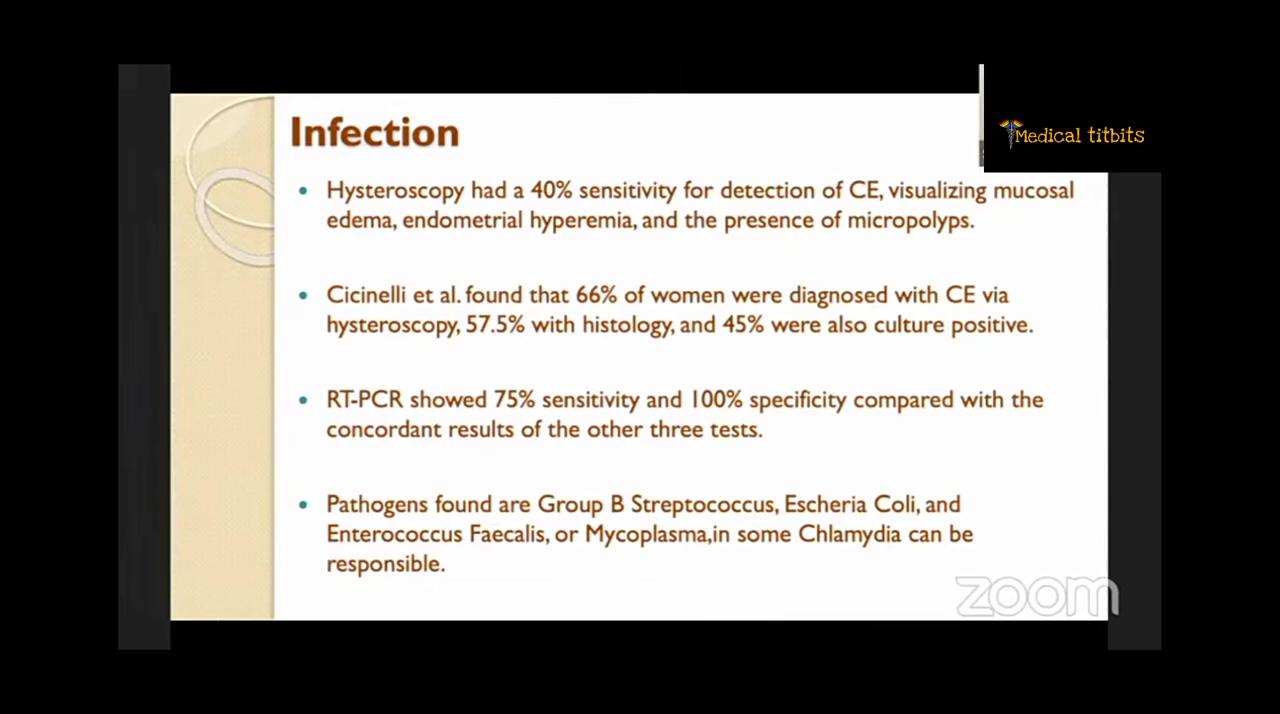 Infection
Medical titbits
• Hysteroscopy had a 40% sensitivity for detection of CE, visualizing mucosal
edema, endometrial hyperemia, and the presence of micropolyps.
• Cicinelli et al. found that 66% of women were diagnosed with CE via
hysteroscopy, 57.5% with histology, and 45% were also culture positive.
• RT-PCR showed 75% sensitivity and 100% specificity compared with the
concordant results of the other three tests.
• Pathogens found are Group B Streptococcus, Escheria Coli, and
Enterococcus Faecalis, or Mycoplasma,in some Chlamydia can be
responsible.
zoom